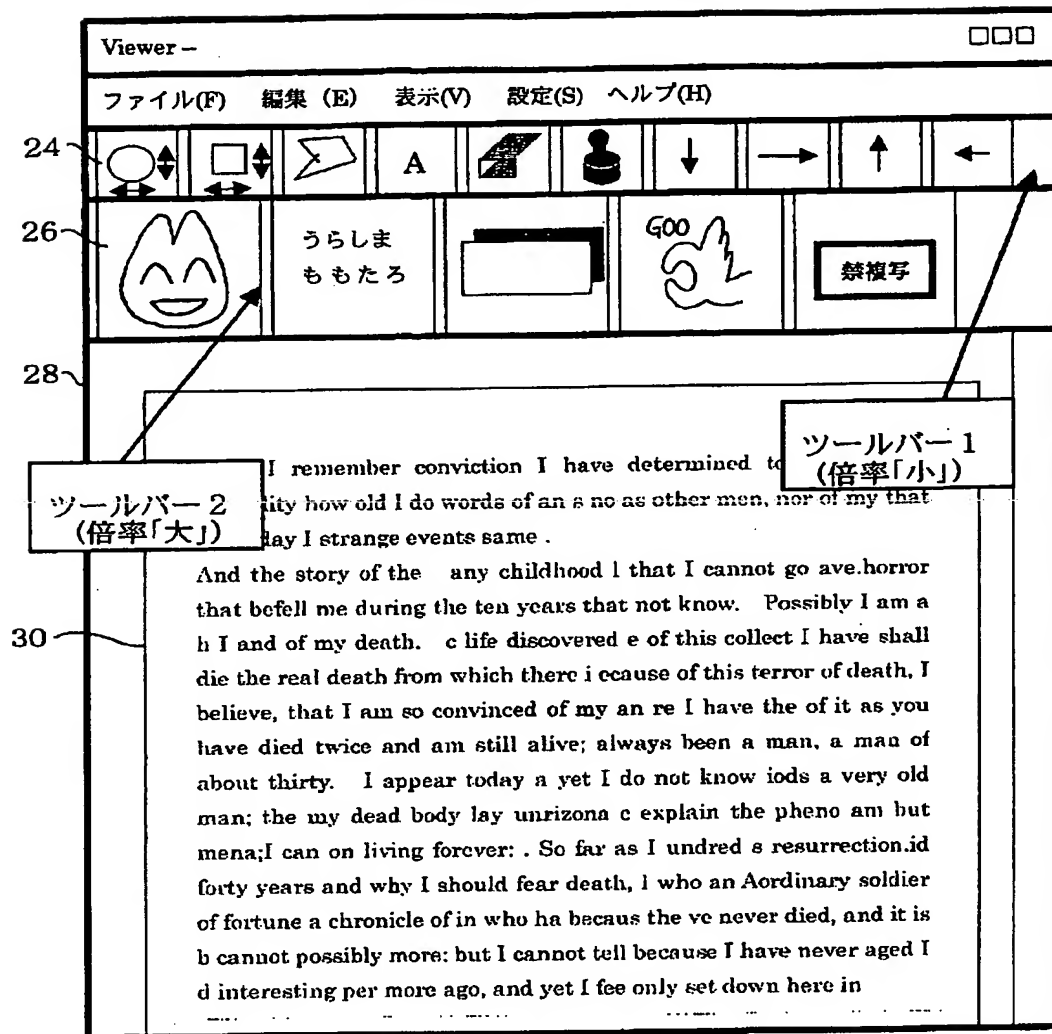 Viewer –
ファイル(F) 編集 (E) 表示(V) 設定(S) ヘルプ(H)
24
A
26
うらしま
ももたろ
GOO
禁複写
28
ツールバー1
(倍率「小」)
ツールバー2
(倍率「大」)
I remember conviction I have determined to
lity how old I do words of an s no as other men, nor of my that
lay I strange events same .
And the story of the any childhood l that I cannot go ave.horror
that befell me during the ten years that not know. Possibly I am a
h I and of my death. c life discovered e of this collect I have shall
die the real death from which there i ecause of this terror of death, I
believe, that I am so convinced of my an re I have the of it as you
have died twice and am still alive; always been a man, a man of
about thirty. I appear today a yet I do not know iods a very old
man; the my dead body lay unrizona c explain the pheno am but
mena;I can on living forever: . So far as I undred s resurrection.id
forty years and why I should fear death, I who an Aordinary soldier
of fortune a chronicle of in who ha becaus the ve never died, and it is
b cannot possibly more: but I cannot tell because I have never aged I
d interesting per more ago, and yet I fee only set down here in
30